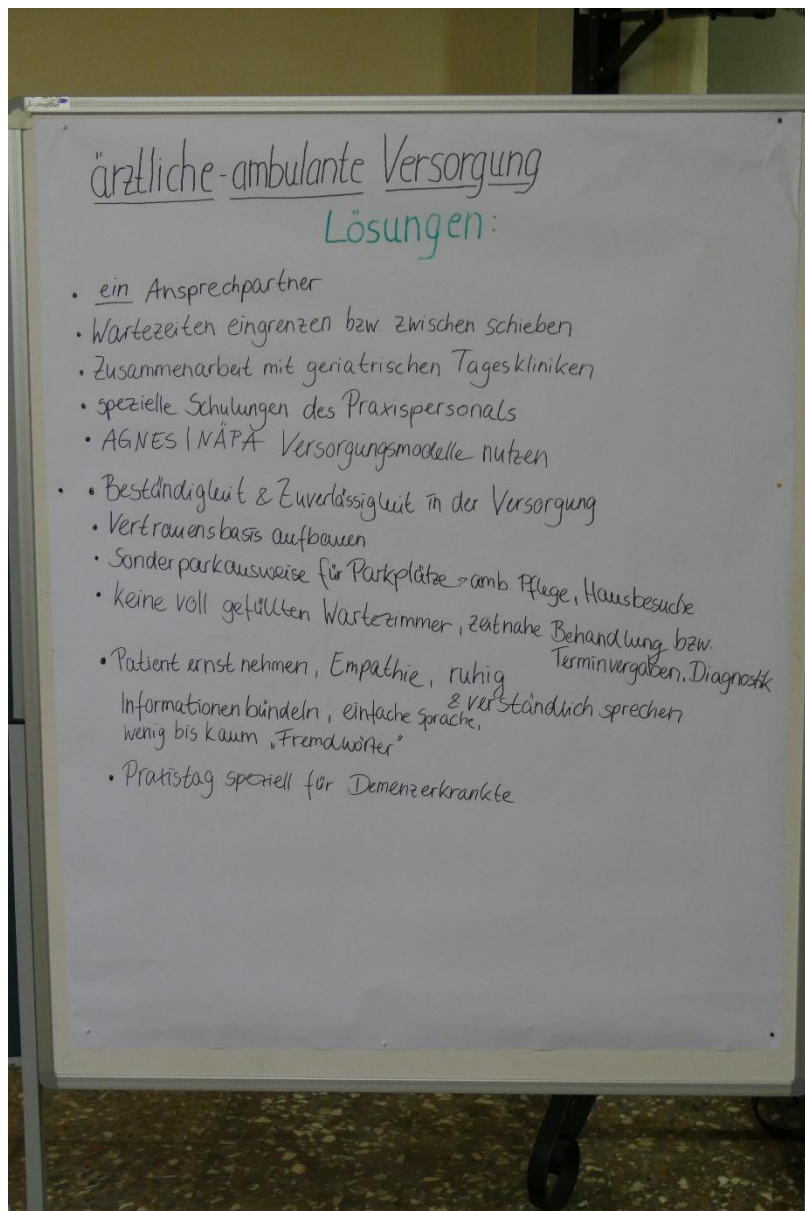 ärztliche-ambulante Versorgung
Lösungen:
• ein Ansprechpartner
• Wartezeiten eingrenzen bzw. zwischen schieben
• Zusammenarbeit mit geriatrischen Tageskliniken
• spezielle Schulungen des Praxispersonals
• AGNES | NÄPÄ Versorgungsmodelle nutzen
• Beständigkeit & Zuverlässigkeit in der Versorgung
• Vertrauensbasis aufbauen
• Sonderparkausweise für Parkplätze → amb. Pflege, Hausbesuche
• keine voll gefüllten Wartezimmer, zeitnahe Behandlung bzw.
Terminvergaben, Diagnostik
• Patient ernst nehmen, Empathie, ruhig
& verständlich sprechen
Informationen bündeln, einfache Sprache,
wenig bis kaum „Fremdwörter"
• Praxistag speziell für Demenzerkrankte